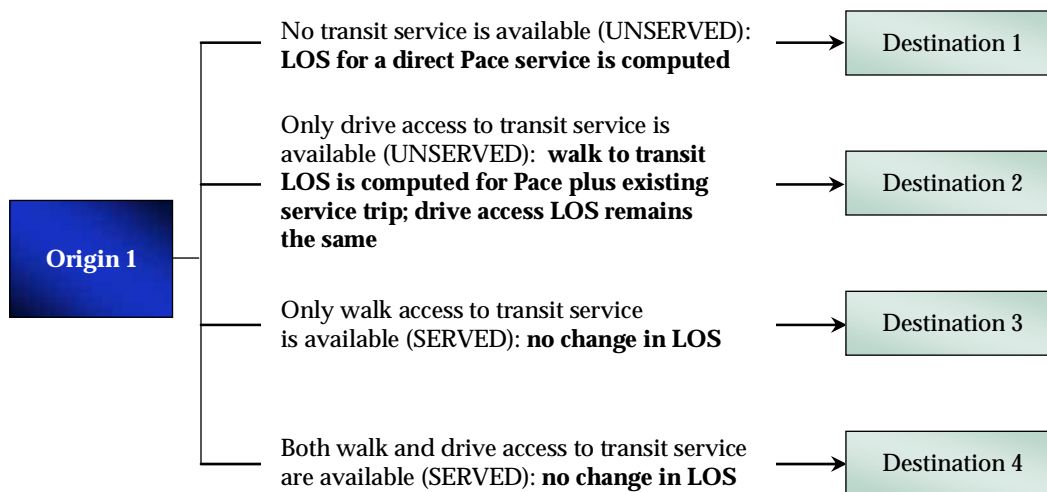 No transit service is available (UNSERVED):
LOS for a direct Pace service is computed
Destination 1
Only drive access to transit service is
available (UNSERVED): walk to transit
LOS is computed for Pace plus existing
service trip; drive access LOS remains
the same
Destination 2
Origin 1
Only walk access to transit service
is available (SERVED): no change in LOS
Destination 3
Both walk and drive access to transit service
are available (SERVED): no change in LOS
Destination 4